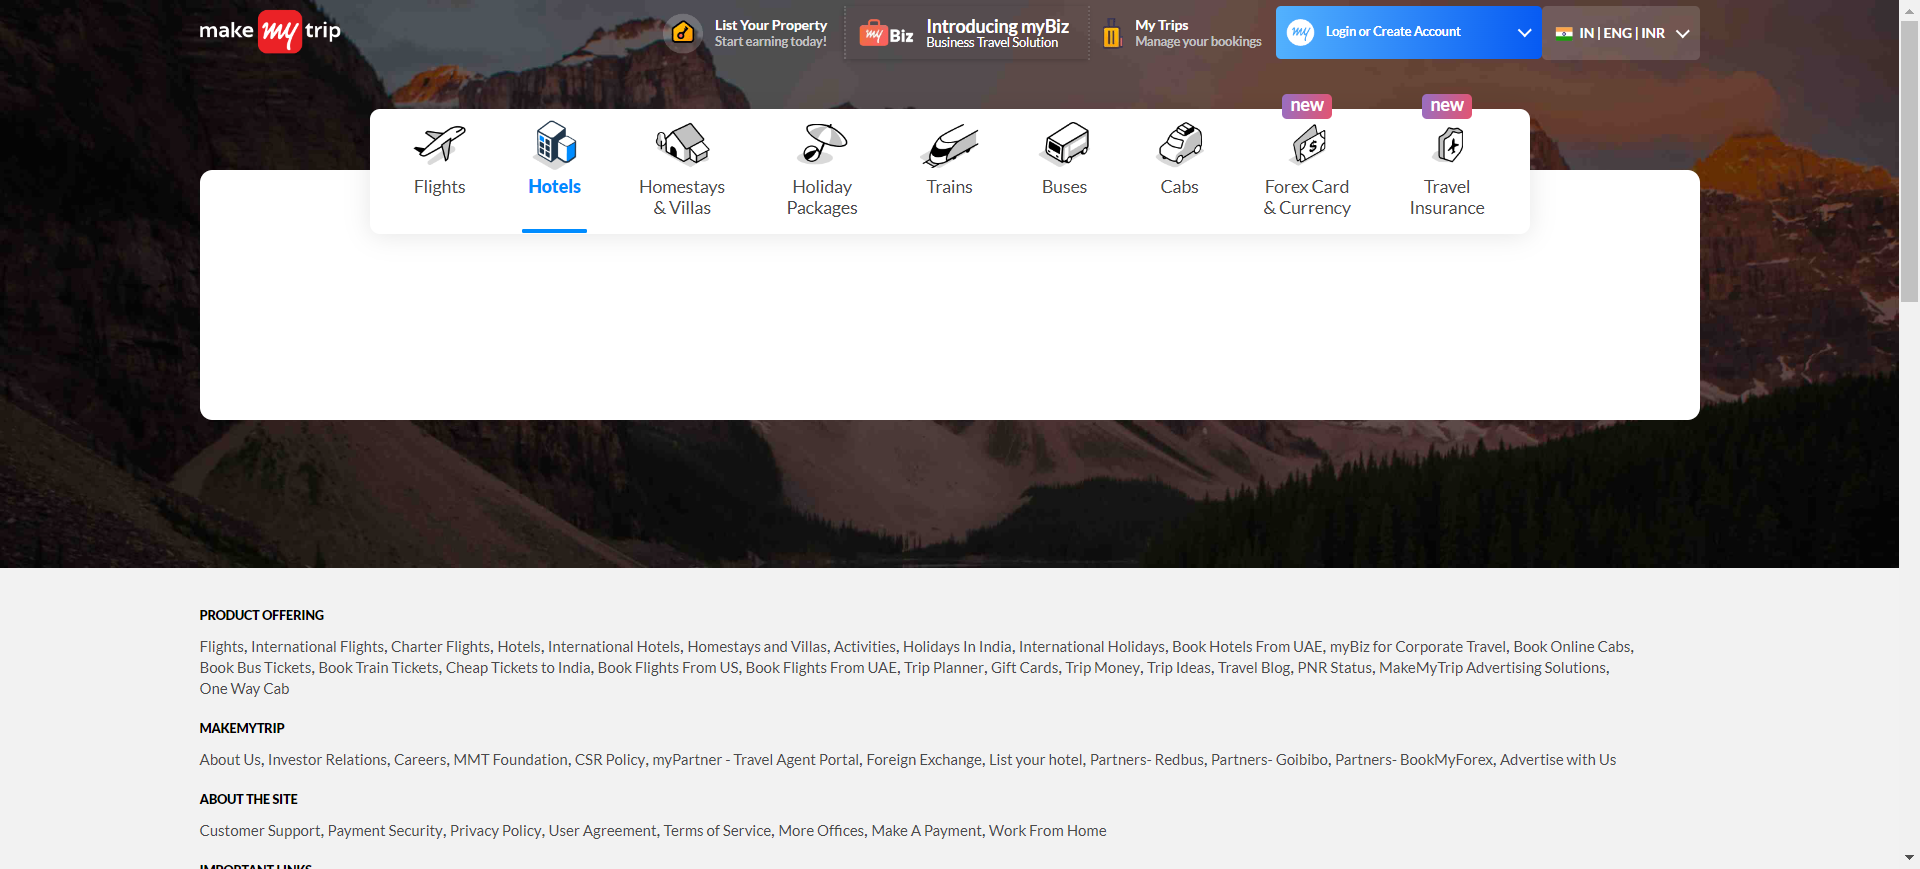 make my trip
List Your Property
Start earning today!
my Biz
Introducing myBiz
Business Travel Solution
My Trips
Manage your bookings
my
Login or Create Account
IN | ENG | INR
new
new
Flights
Hotels
Homestays
& Villas
Holiday
Packages
Trains
Buses
Cabs
Forex Card
& Currency
Travel
Insurance
PRODUCT OFFERING
Flights, International Flights, Charter Flights, Hotels, International Hotels, Homestays and Villas, Activities, Holidays In India, International Holidays, Book Hotels From UAE, myBiz for Corporate Travel, Book Online Cabs,
Book Bus Tickets, Book Train Tickets, Cheap Tickets to India, Book Flights From US, Book Flights From UAE, Trip Planner, Gift Cards, Trip Money, Trip Ideas, Travel Blog, PNR Status, MakeMyTrip Advertising Solutions,
One Way Cab
MAKEMYTRIP
About Us, Investor Relations, Careers, MMT Foundation, CSR Policy, myPartner - Travel Agent Portal, Foreign Exchange, List your hotel, Partners- Redbus, Partners- Goibibo, Partners- BookMyForex, Advertise with Us
ABOUT THE SITE
Customer Support, Payment Security, Privacy Policy, User Agreement, Terms of Service, More Offices, Make A Payment, Work From Home
IMPORTANT LINKS